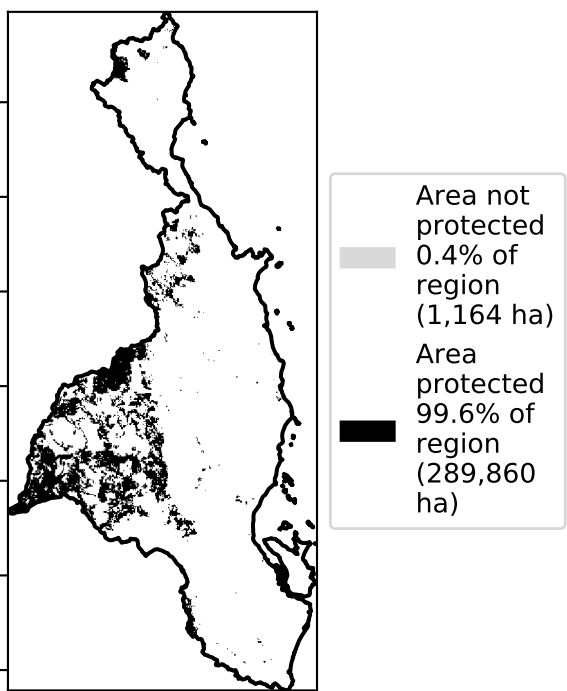 Area not
protected
0.4% of
region
(1,164 ha)
Area
protected
99.6% of
region
(289,860
ha)